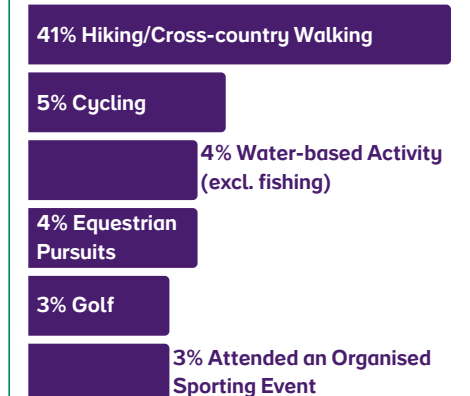 41% Hiking/Cross-country Walking
5% Cycling
4% Water-based Activity
(excl. fishing)
4% Equestrian
Pursuits
3% Golf
3% Attended an Organised
Sporting Event